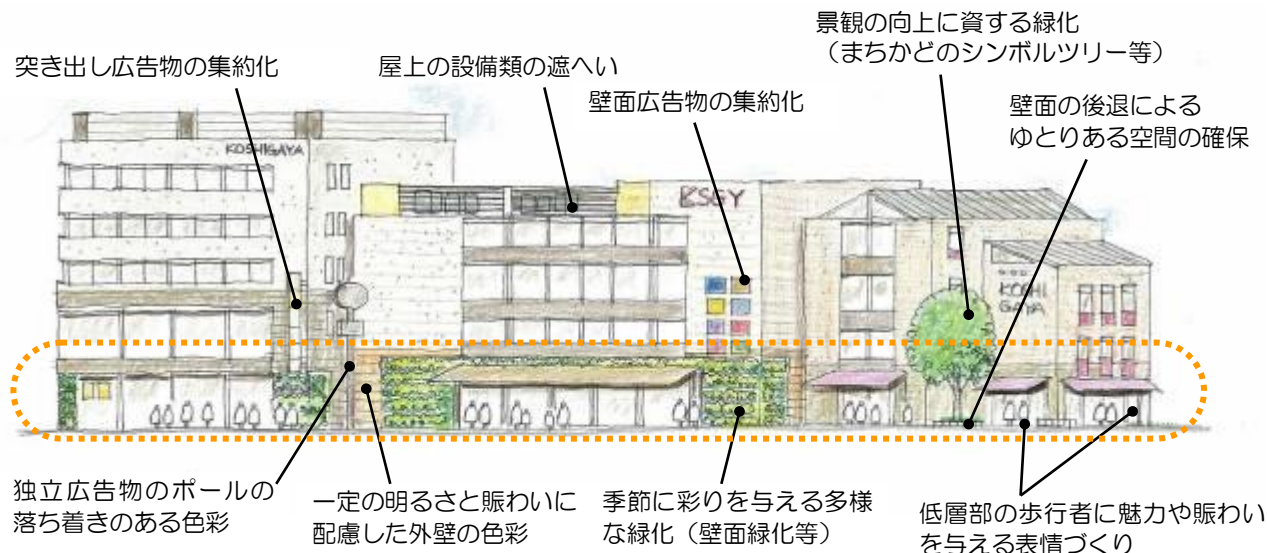 景観の向上に資する緑化
（まちかどのシンボルツリー等）
突き出し広告物の集約化
屋上の設備類の遮へい
壁面広告物の集約化
壁面の後退による
ゆとりある空間の確保
KOSHIGAYA
KSGY
KOSHI
GAYA
独立広告物のポールの
落ち着きのある色彩
一定の明るさと賑わいに
配慮した外壁の色彩
季節に彩りを与える多様
な緑化（壁面緑化等）
低層部の歩行者に魅力や賑わい
を与える表情づくり